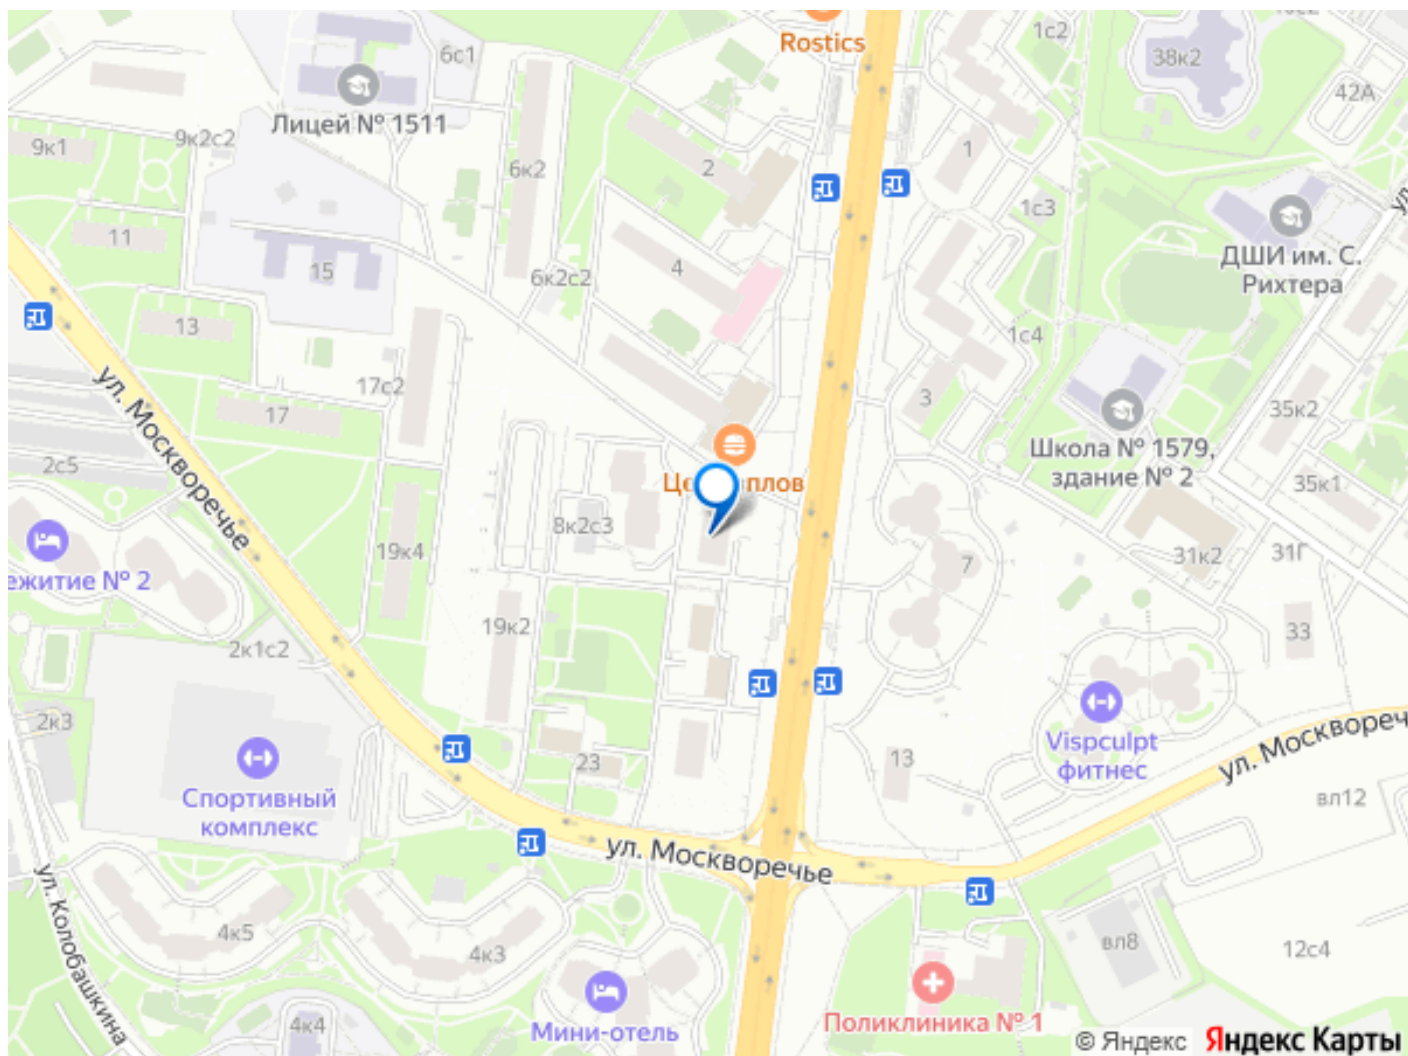 Rostics
1с2
10с2
6с1
38к2
42А
Лицей № 1511
9к1
9к2с2
6к2
2
1
1с3
ДШИ им. С.
Рихтера
11
15
4
6к2с2
13
1с4
17с2
17
3
35к2
ул. Москворечье
2с5
Школа № 1579,
здание № 2
35к1
плов
8к2с3
19к4
7
31к2
31Г
ежитие № 2
19к2
33
2к1с2
2к3
23
13
Vispculpt
фитнес
ул. Москвореч
вл12
Спортивный
комплекс
ул. Москворечье
ул. Колобашкина
4к5
4к3
вл8
12с4
4к4
Мини-отель
Поликлиника № 1
© Яндекс Яндекс Карты